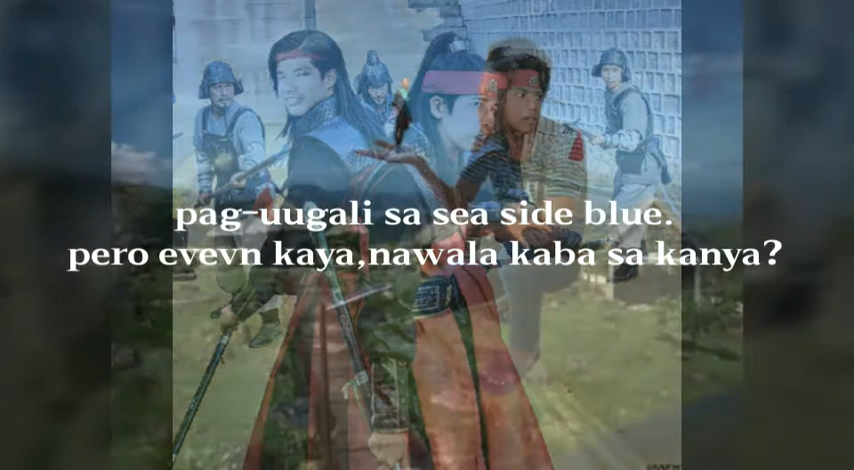 pag-uugali sa sea side blue.
pero evevn kaya,nawala kaba sa kanya?